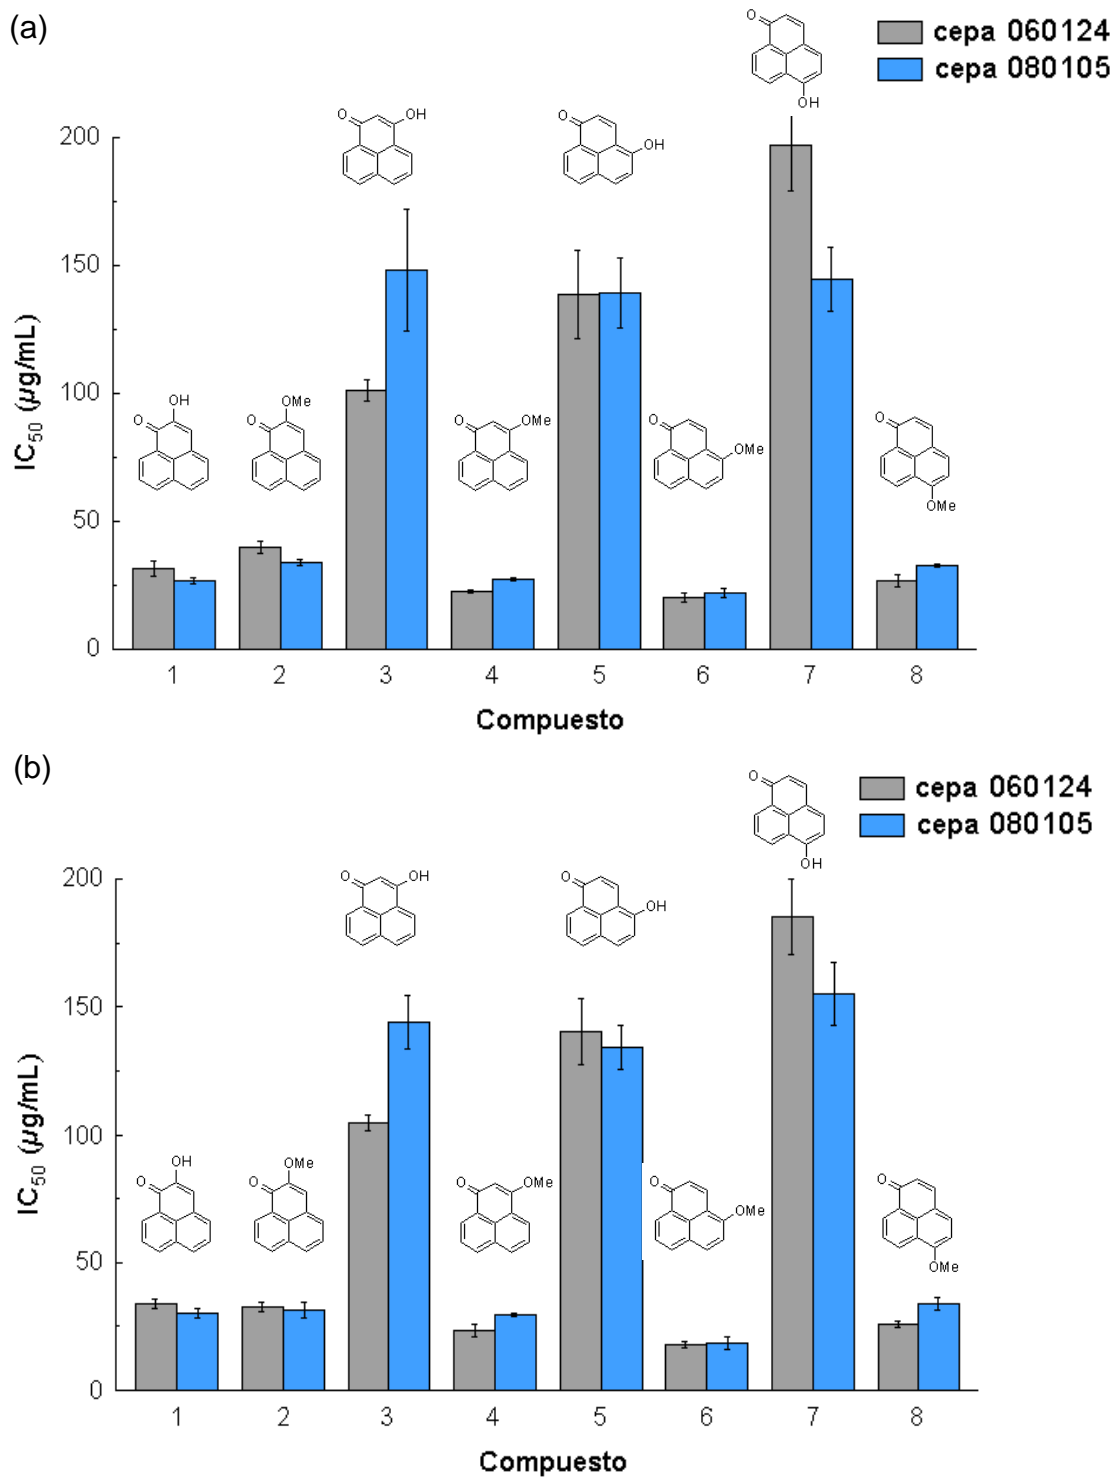 (a)
cepa 060124
cepa 080105
O
OH
O
OH
O
OH
O
OH
O
OMe
O
OMe
O
OMe
O
OMe
IC50 (µg/mL)
200
150
100
50
0
1 2 3 4 5 6 7 8
Compuesto
(b)
cepa 060124
cepa 080105
O
OH
O
OH
O
OH
O
OH
O
OMe
O
OMe
O
OMe
O
OMe
IC50 (µg/mL)
200
150
100
50
0
1 2 3 4 5 6 7 8
Compuesto